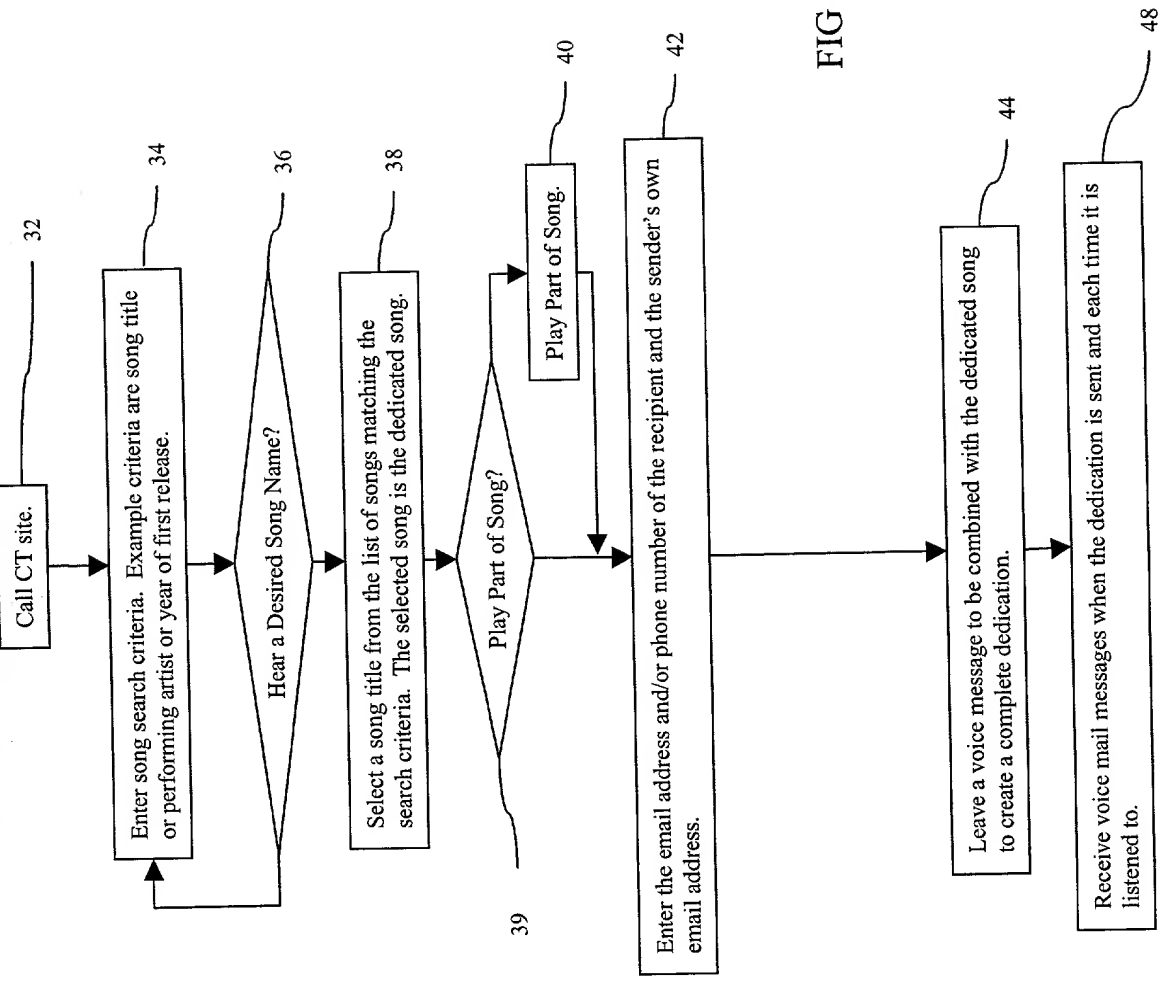 Call CT site.
32
Enter song search criteria.  Example criteria are song title
or performing artist or year of first release.
34
Hear a Desired Song Name?
36
Select a song title from the list of songs matching the
search criteria.  The selected song is the dedicated song.
38
Play Part of Song?
39
Play Part of Song.
40
Enter the email address and/or phone number of the recipient and the sender's own
email address.
42
FIG
Leave a voice message to be combined with the dedicated song
to create a complete dedication.
44
Receive voice mail messages when the dedication is sent and each time it is
listened to.
48